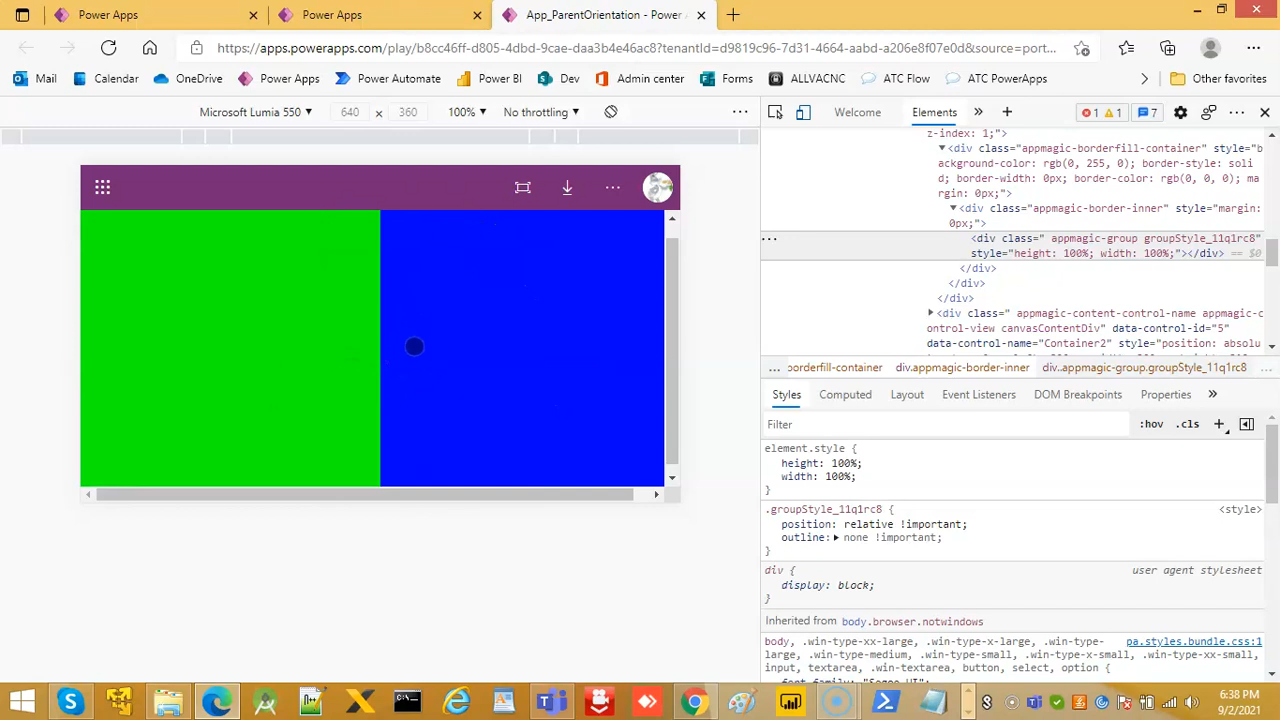 Power Apps
Power Apps
App_ParentOrientation - Power A
https://apps.powerapps.com/play/b8cc46ff-d805-4dbd-9cae-daa3b4e46ac8?tenantId=d9819c96-7d31-4664-aabd-a206e8f07e0d&source=port...
Mail
Calendar
OneDrive
Power Apps
Power Automate
Power BI
Dev
Admin center
Forms
ALLVACNC
ATC Flow
ATC PowerApps
Other favorites
Microsoft Lumia 550
640 × 360
100%
No throttling
Welcome
Elements
1
1
7
z-index: 1;">
<div class="appmagic-borderfill-container" style="b
ackground-color: rgb(0, 255, 0); border-style: soli
d; border-width: 0px; border-color: rgb(0, 0, 0); ma
rgin: 0px;">
<div class="appmagic-border-inner" style="margin:
0px;">
<div class=" appmagic-group groupStyle_11q1rc8"
style="height: 100%; width: 100%;"></div> == $0
</div>
</div>
</div>
<div class=" appmagic-content-control-name appmagic-c
ontrol-view canvasContentDiv" data-control-id="5"
data-control-name="Container2" style="position: absolu
... borderfill-container div.appmagic-border-inner div..appmagic-group.groupStyle_11q1rc8 ...
Styles
Computed
Layout
Event Listeners
DOM Breakpoints
Properties
Filter
:hov .cls +
element.style {
height: 100%;
width: 100%;
}
.groupStyle_11q1rc8 { <style>
position: relative !important;
outline: none !important;
}
div { user agent stylesheet
display: block;
}
Inherited from body.browser.notwindows
body, .win-type-xx-large, .win-type-x-large, .win-type- pa.styles.bundle.css:1
large, .win-type-medium, .win-type-small, .win-type-xx-small,
input, textarea, .win-textarea, button, select, option {
6:38 PM
9/2/2021